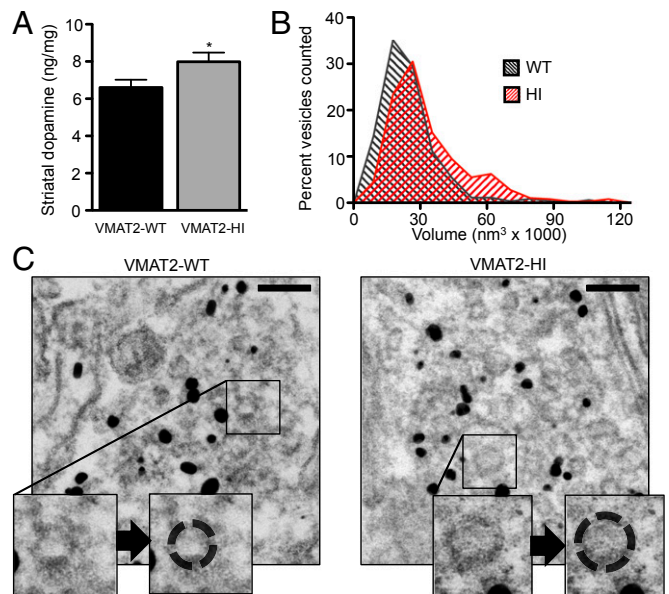 A
Striatal dopamine (ng/mg)
10
8
6
4
2
0
*
VMAT2-WT
VMAT2-HI
B
Percent vesicles counted
40
30
20
10
0
WT
HI
0
30
60
90
120
Volume (nm³ x 1000)
C
VMAT2-WT
VMAT2-HI